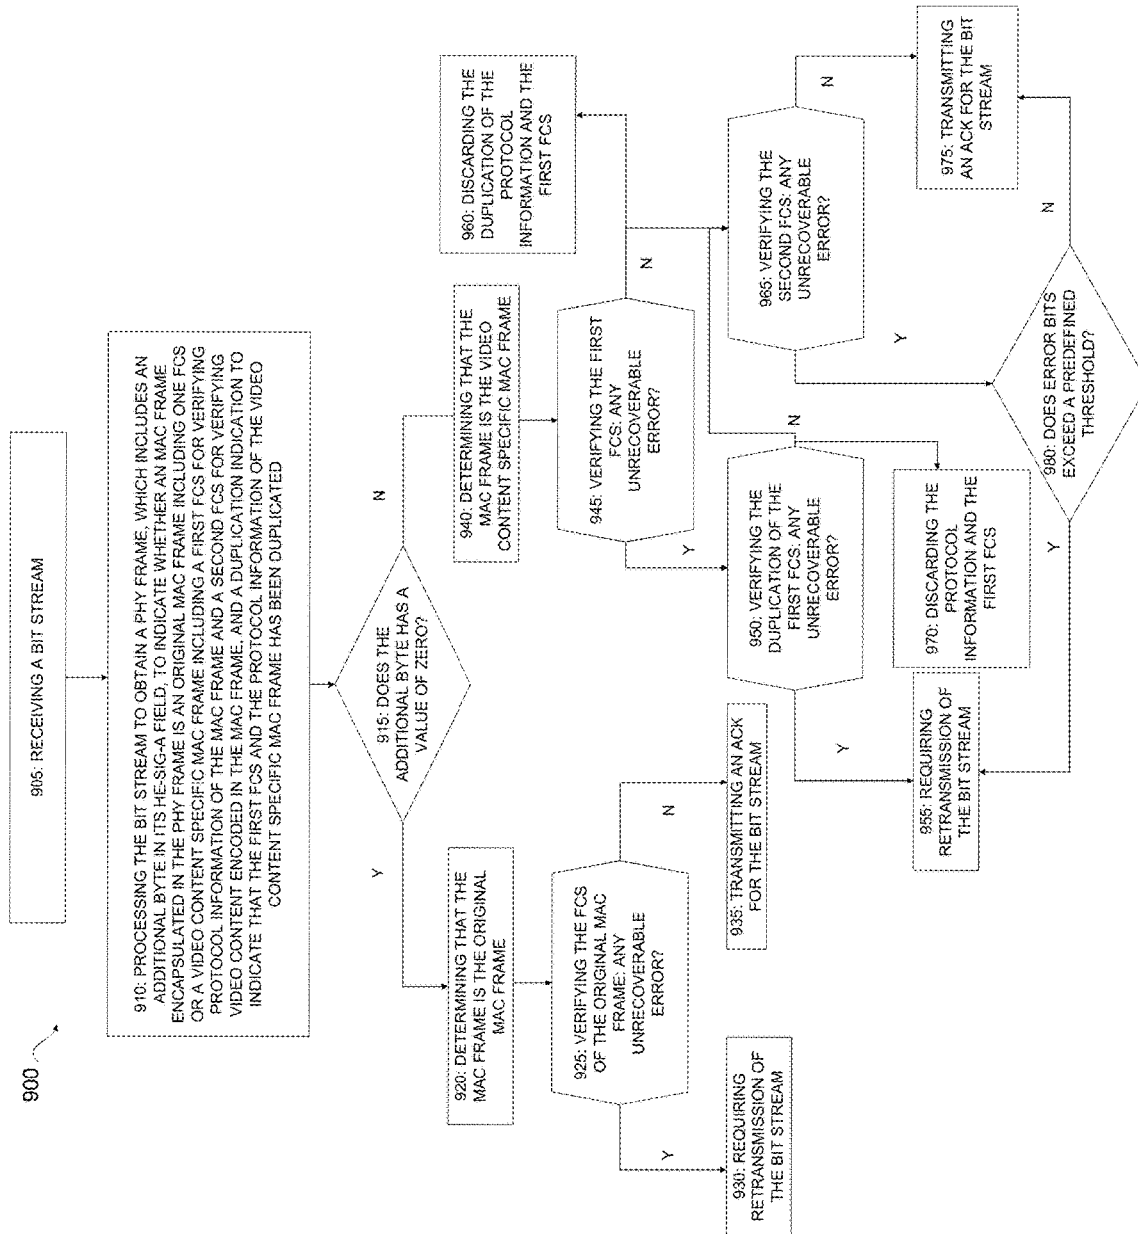 900
905: RECEIVING A BIT STREAM
910: PROCESSING THE BIT STREAM TO OBTAIN A PHY FRAME, WHICH INCLUDES AN
ADDITIONAL BYTE IN ITS HE-SIG-A FIELD, TO INDICATE WHETHER AN MAC FRAME
ENCAPSULATED IN THE PHY FRAME IS AN ORIGINAL MAC FRAME INCLUDING ONE FCS
OR A VIDEO CONTENT SPECIFIC MAC FRAME INCLUDING A FIRST FCS FOR VERIFYING
PROTOCOL INFORMATION OF THE MAC FRAME AND A SECOND FCS FOR VERIFYING
VIDEO CONTENT ENCODED IN THE MAC FRAME, AND A DUPLICATION INDICATION TO
INDICATE THAT THE FIRST FCS AND THE PROTOCOL INFORMATION OF THE VIDEO
CONTENT SPECIFIC MAC FRAME HAS BEEN DUPLICATED
915: DOES THE
ADDITIONAL BYTE HAS A
VALUE OF ZERO?
Y
N
920: DETERMINING THAT THE
MAC FRAME IS THE ORIGINAL
MAC FRAME
925: VERIFYING THE FCS
OF THE ORIGINAL MAC
FRAME: ANY
UNRECOVERABLE
ERROR?
Y
N
930: REQUIRING
RETRANSMISSION OF
THE BIT STREAM
935: TRANSMITTING AN ACK
FOR THE BIT STREAM
940: DETERMINING THAT THE
MAC FRAME IS THE VIDEO
CONTENT SPECIFIC MAC FRAME
945: VERIFYING THE FIRST
FCS: ANY
UNRECOVERABLE
ERROR?
Y
N
950: VERIFYING THE
DUPLICATION OF THE
FIRST FCS: ANY
UNRECOVERABLE
ERROR?
Y
N
955: REQUIRING
RETRANSMISSION OF
THE BIT STREAM
960: DISCARDING THE
DUPLICATION OF THE
PROTOCOL
INFORMATION AND THE
FIRST FCS
965: VERIFYING THE
SECOND FCS: ANY
UNRECOVERABLE
ERROR?
Y
N
970: DISCARDING THE
PROTOCOL
INFORMATION AND THE
FIRST FCS
975: TRANSMITTING
AN ACK FOR THE BIT
STREAM
980: DOES ERROR BITS
EXCEED A PREDEFINED
THRESHOLD?
Y
N